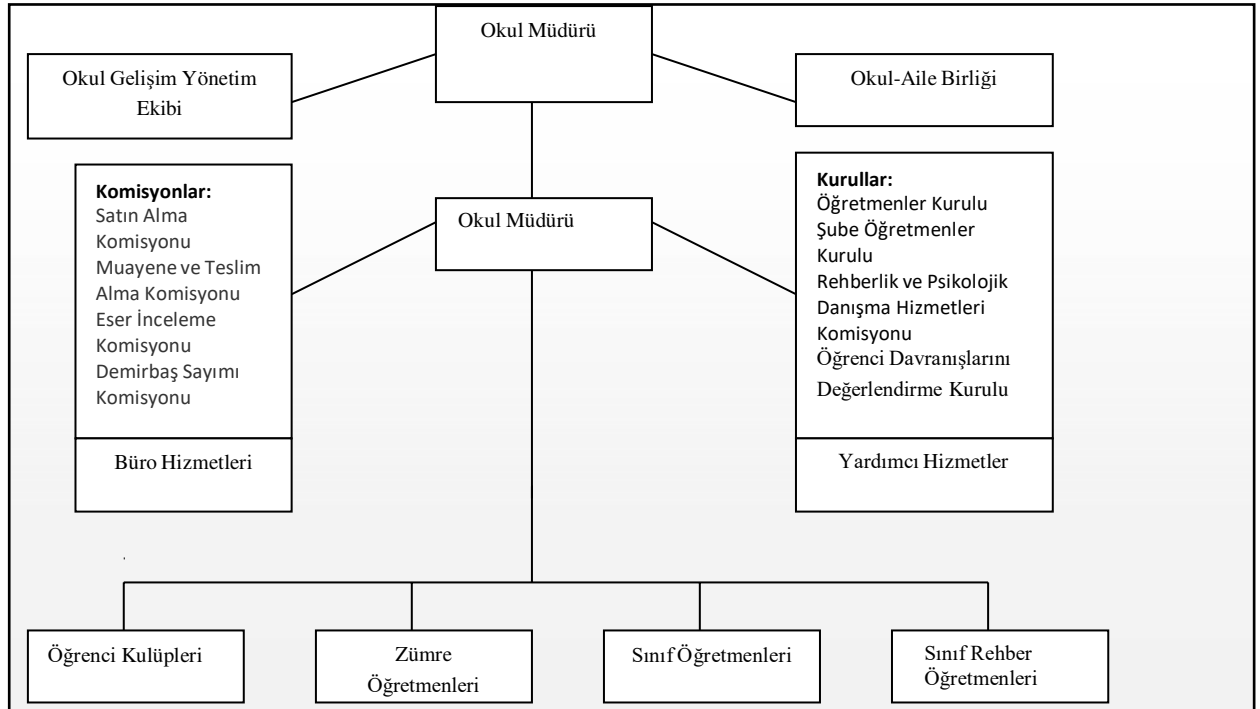 Okul Müdürü
Okul Gelişim Yönetim
Ekibi
Okul-Aile Birliği
Komisyonlar:
Satın Alma
Komisyonu
Muayene ve Teslim
Alma Komisyonu
Eser İnceleme
Komisyonu
Demirbaş Sayımı
Komisyonu
Okul Müdürü
Kurullar:
Öğretmenler Kurulu
Şube Öğretmenler
Kurulu
Rehberlik ve Psikolojik
Danışma Hizmetleri
Komisyonu
Öğrenci Davranışlarını
Değerlendirme Kurulu
Büro Hizmetleri
Yardımcı Hizmetler
Öğrenci Kulüpleri
Zümre
Öğretmenleri
Sınıf Öğretmenleri
Sınıf Rehber
Öğretmenleri